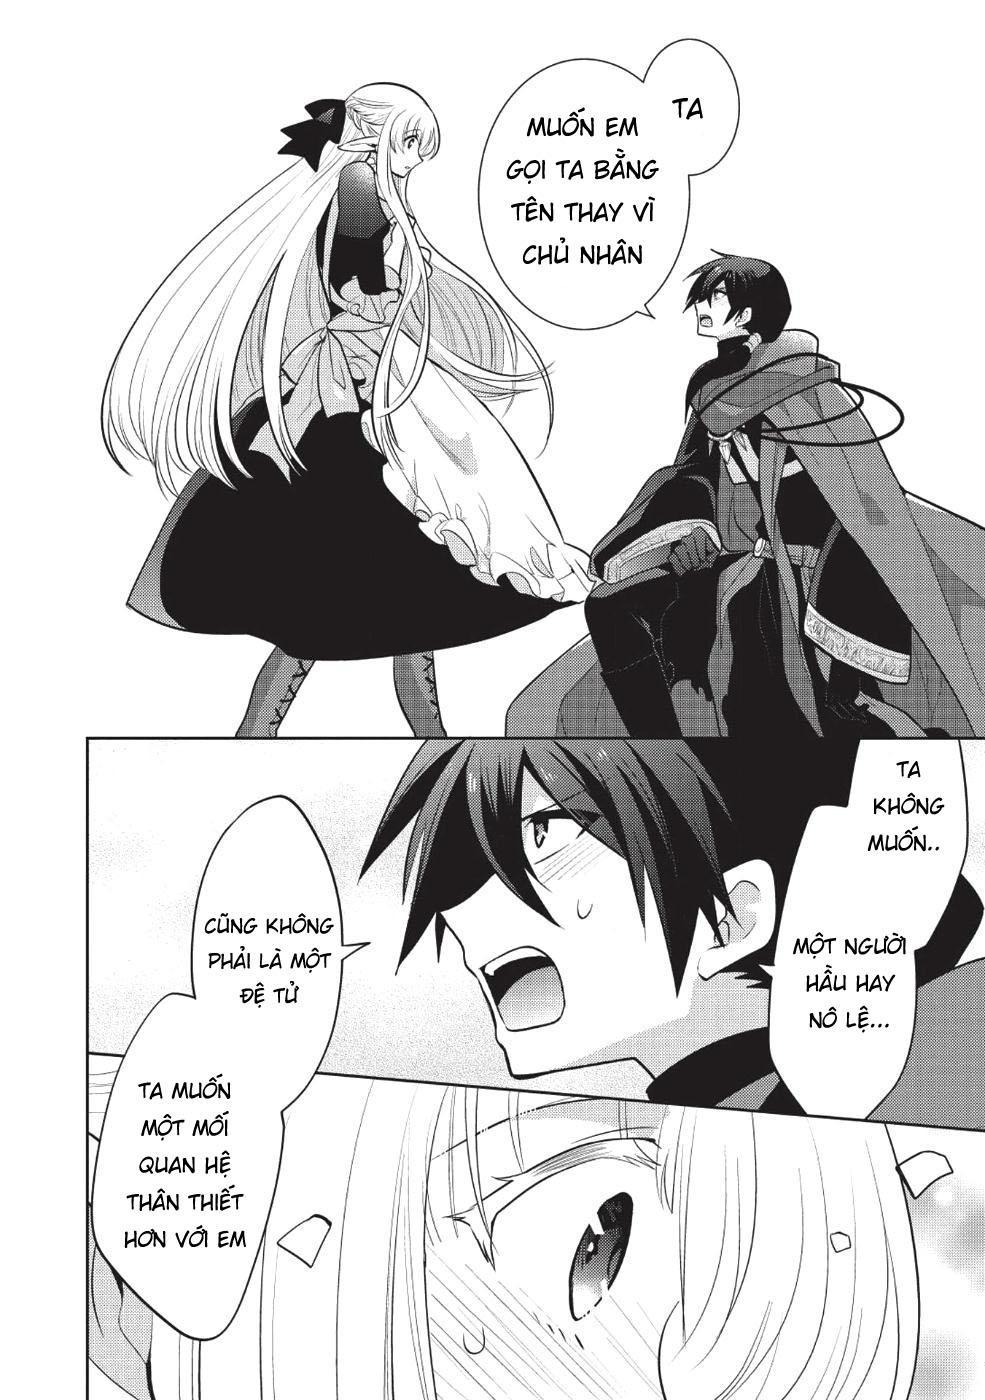 TA
MUỐN EM
GỌI TA BẰNG
TÊN THAY VÌ
CHỦ NHÂN
TA
KHÔNG
MUỐN..
MỘT NGƯỜI
HẦU HAY
NÔ LỆ...
CŨNG KHÔNG
PHẢI LÀ MỘT
ĐỆ TỬ
TA MUỐN
MỘT MỐI
QUAN HỆ
THÂN THIẾT
HƠN VỚI EM